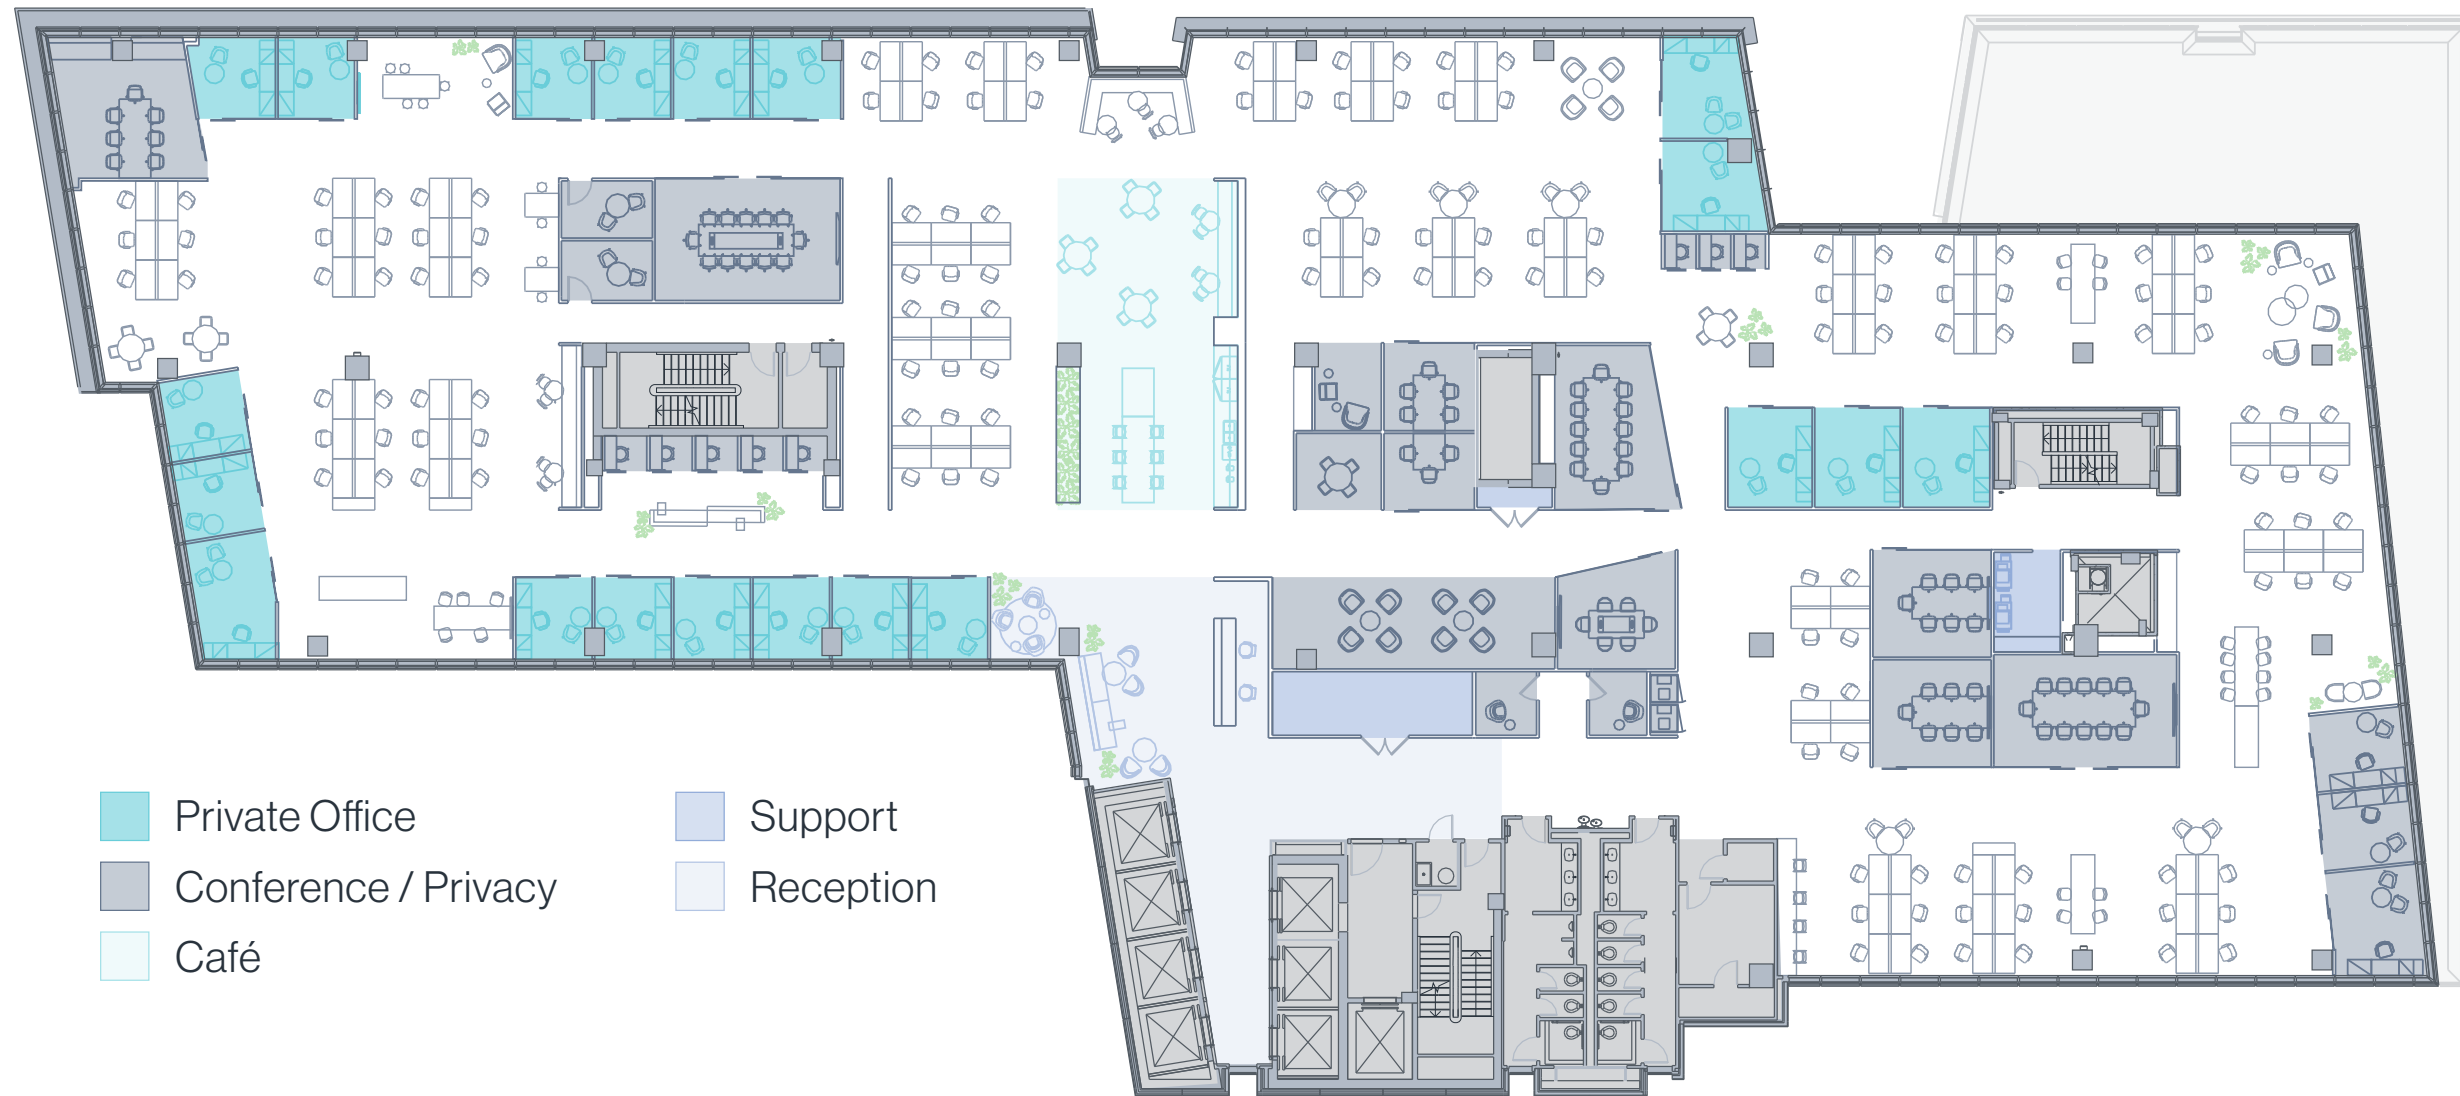 Private Office
Conference / Privacy
Café
Support
Reception